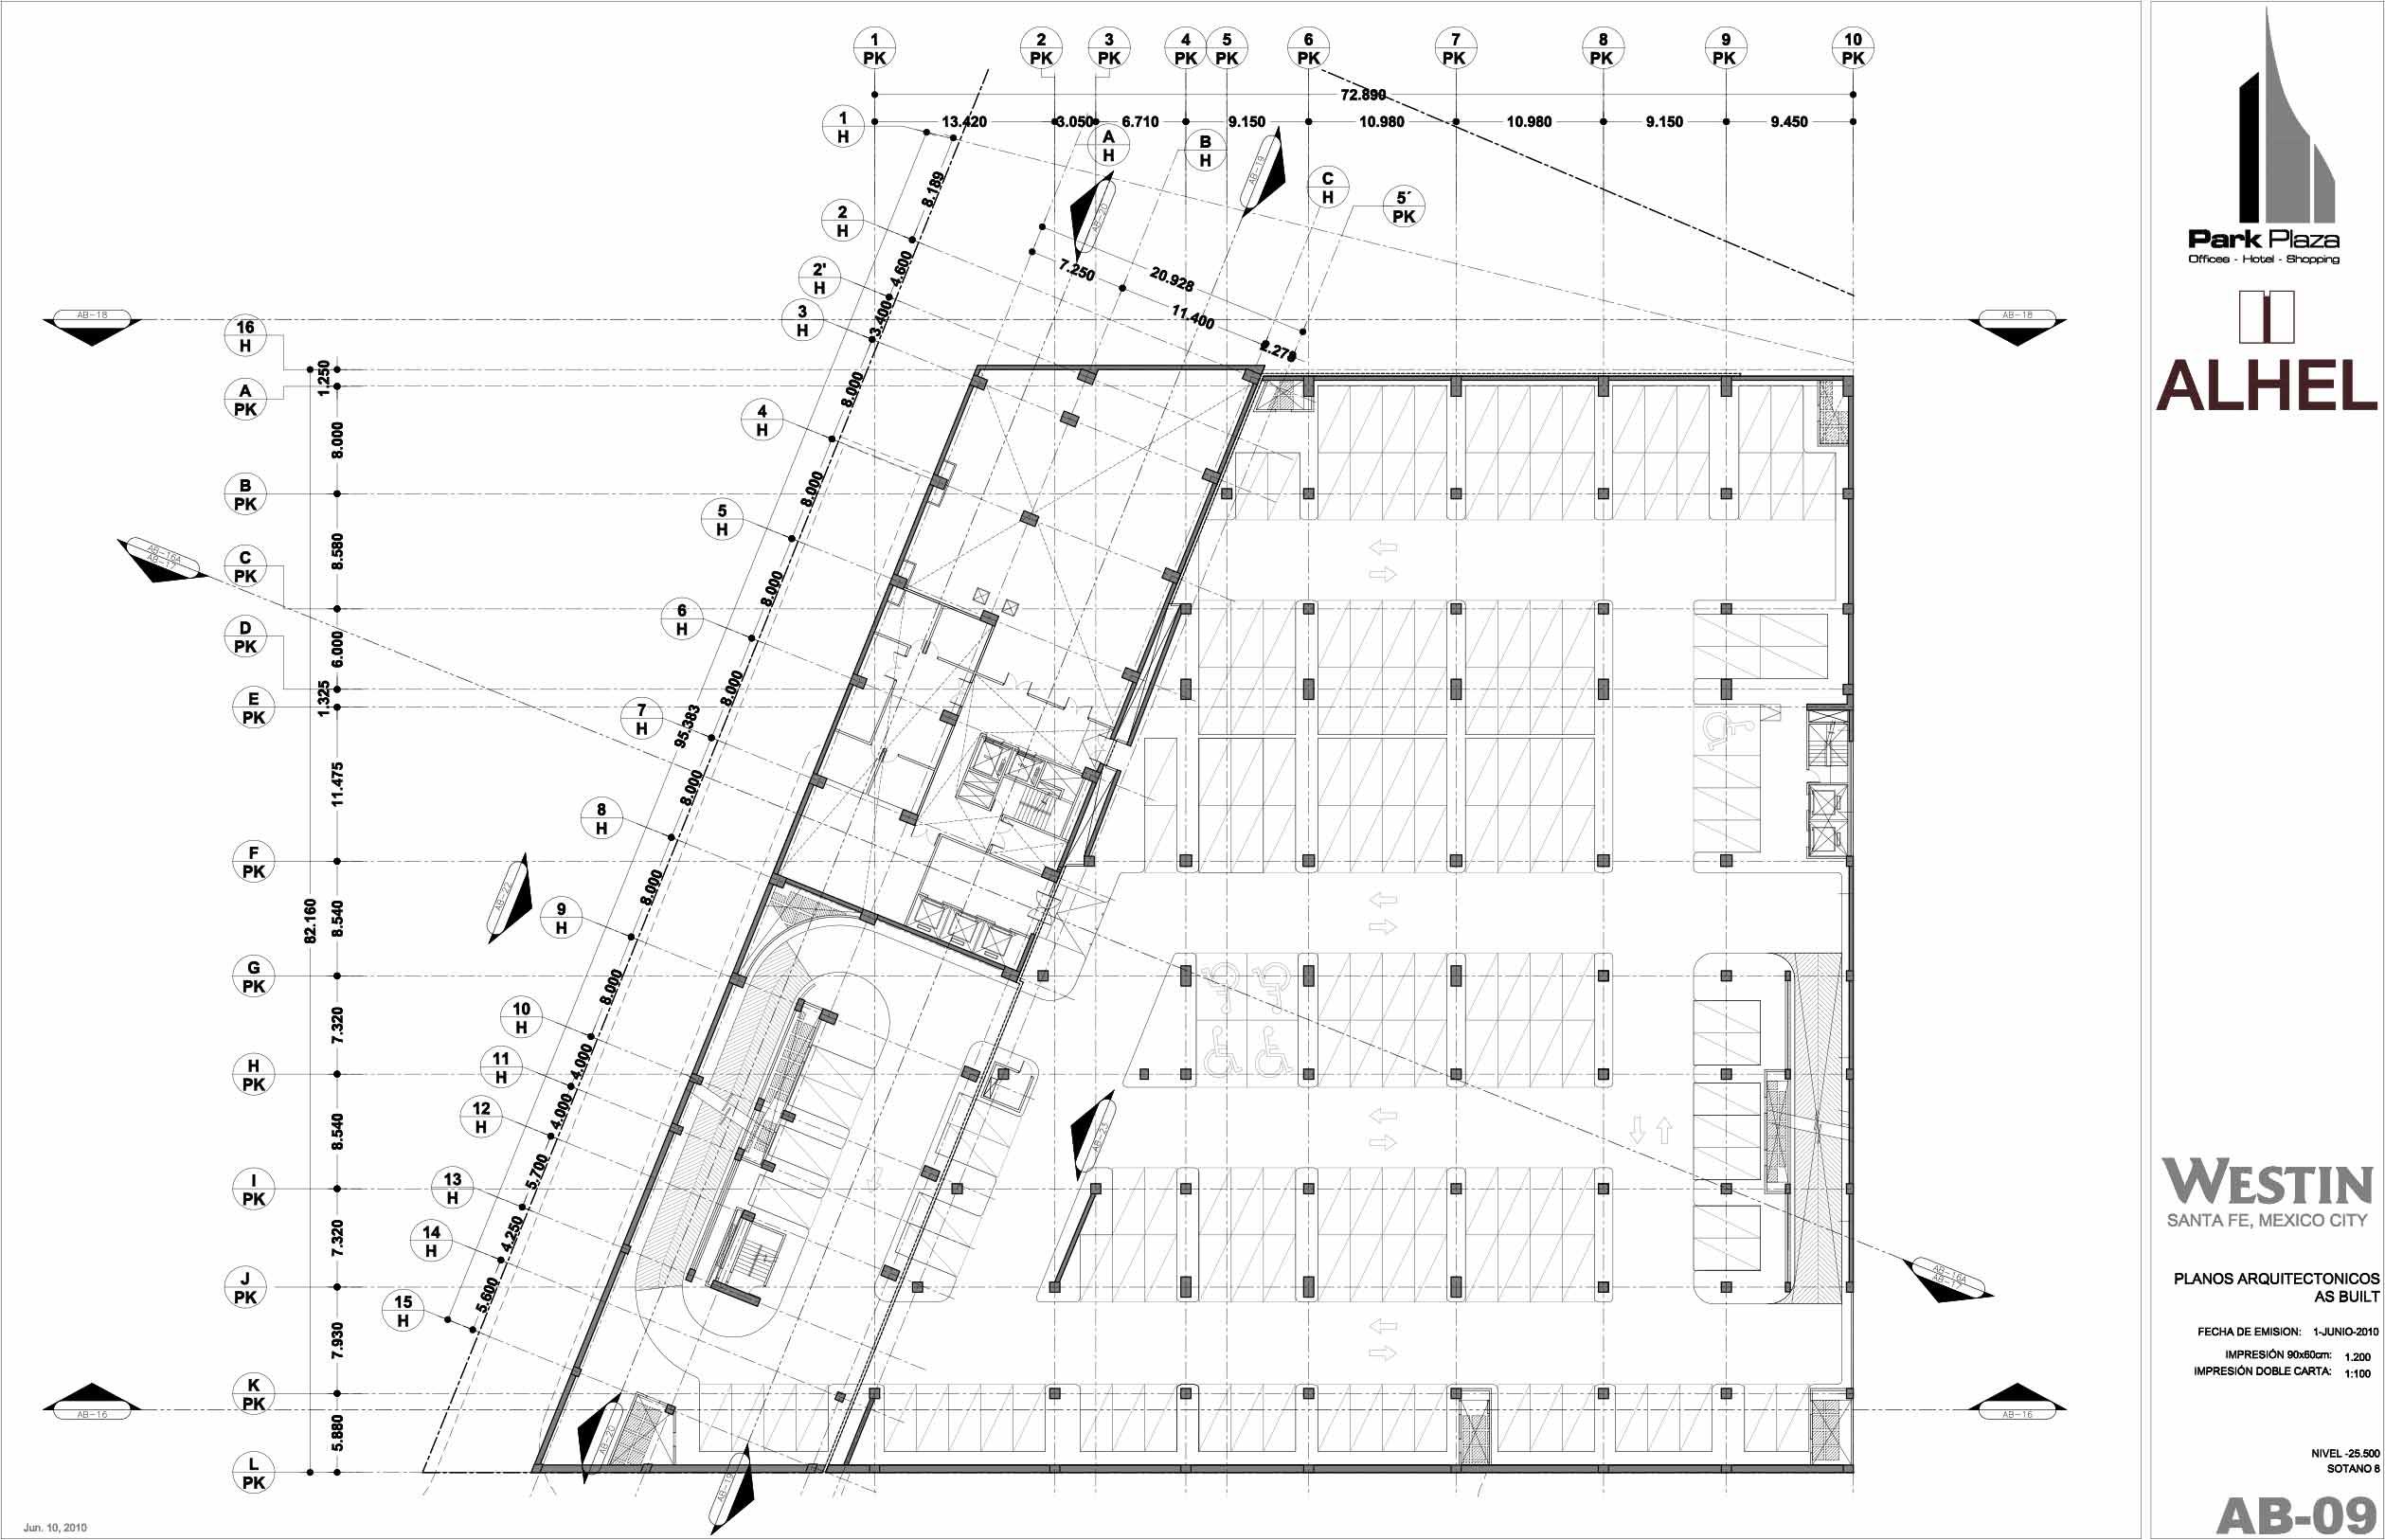 1
PK
2
PK
3
PK
4
PK
5
PK
6
PK
7
PK
8
PK
9
PK
10
PK
72.890
13.420
3.050
6.710
9.150
10.980
10.980
9.150
9.450
1
H
A
H
B
H
C
H
5´
PK
AB-19
AB-20
8.189
2
H
4.600
2'
H
3.400
3
H
7.250
20.928
11.400
2.278
AB-18
AB-18
16
H
1.250
A
PK
8.000
8.000
4
H
B
PK
8.000
5
H
8.580
AB-16A
AB-17
C
PK
8.000
6
H
D
PK
6.000
8.000
1.325
E
PK
7
H
95.383
8.000
11.475
8
H
F
PK
8.000
AB-22
9
H
82.160
8.540
G
PK
8.000
10
H
7.320
4.000
11
H
H
PK
4.000
12
H
8.540
AB-23
5.700
13
H
I
PK
4.250
14
H
7.320
J
PK
5.600
15
H
AB-16A
AB-17
7.930
K
PK
AB-16
AB-16
5.880
AB-20
AB-19
L
PK
Jun. 10, 2010
Park Plaza
Offices - Hotel - Shopping
ALHEL
WESTIN
SANTA FE, MEXICO CITY
PLANOS ARQUITECTONICOS
AS BUILT
FECHA DE EMISION: 1-JUNIO-2010
IMPRESIÓN 90x60cm: 1.200
IMPRESIÓN DOBLE CARTA: 1:100
NIVEL -25.500
SOTANO 8
AB-09